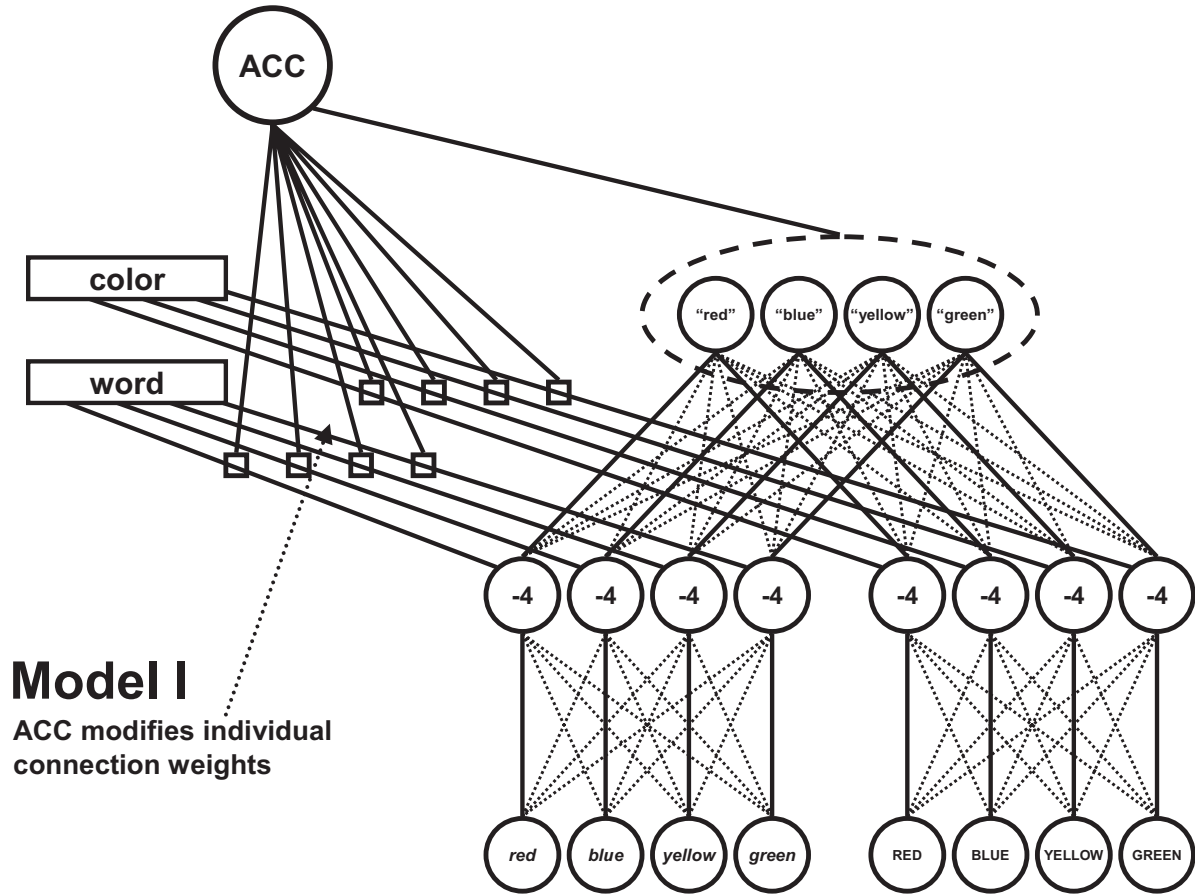 ACC
color
word
“red” “blue” “yellow” “green”
-4 -4 -4 -4 -4 -4 -4 -4
Model I
ACC modifies individual
connection weights
red blue yellow green RED BLUE YELLOW GREEN